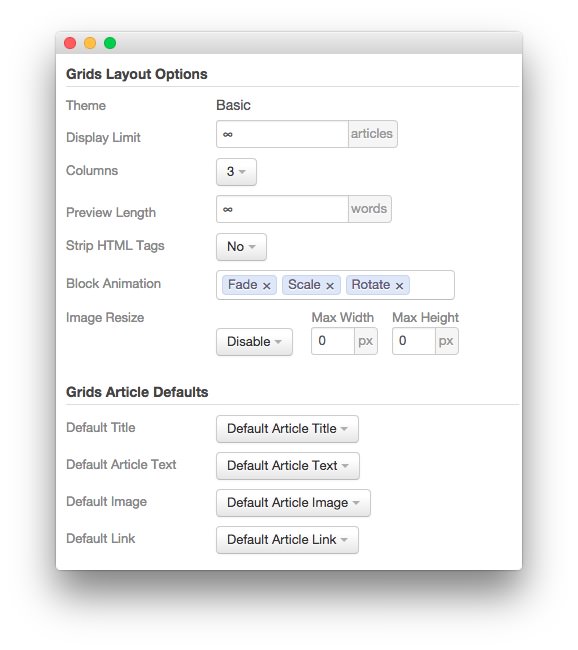 Grids Layout Options
Theme Basic
Display Limit ∞ articles
Columns 3
Preview Length ∞ words
Strip HTML Tags No
Block Animation Fade × Scale × Rotate ×
Image Resize Disable Max Width 0 px Max Height 0 px
Grids Article Defaults
Default Title Default Article Title
Default Article Text Default Article Text
Default Image Default Article Image
Default Link Default Article Link